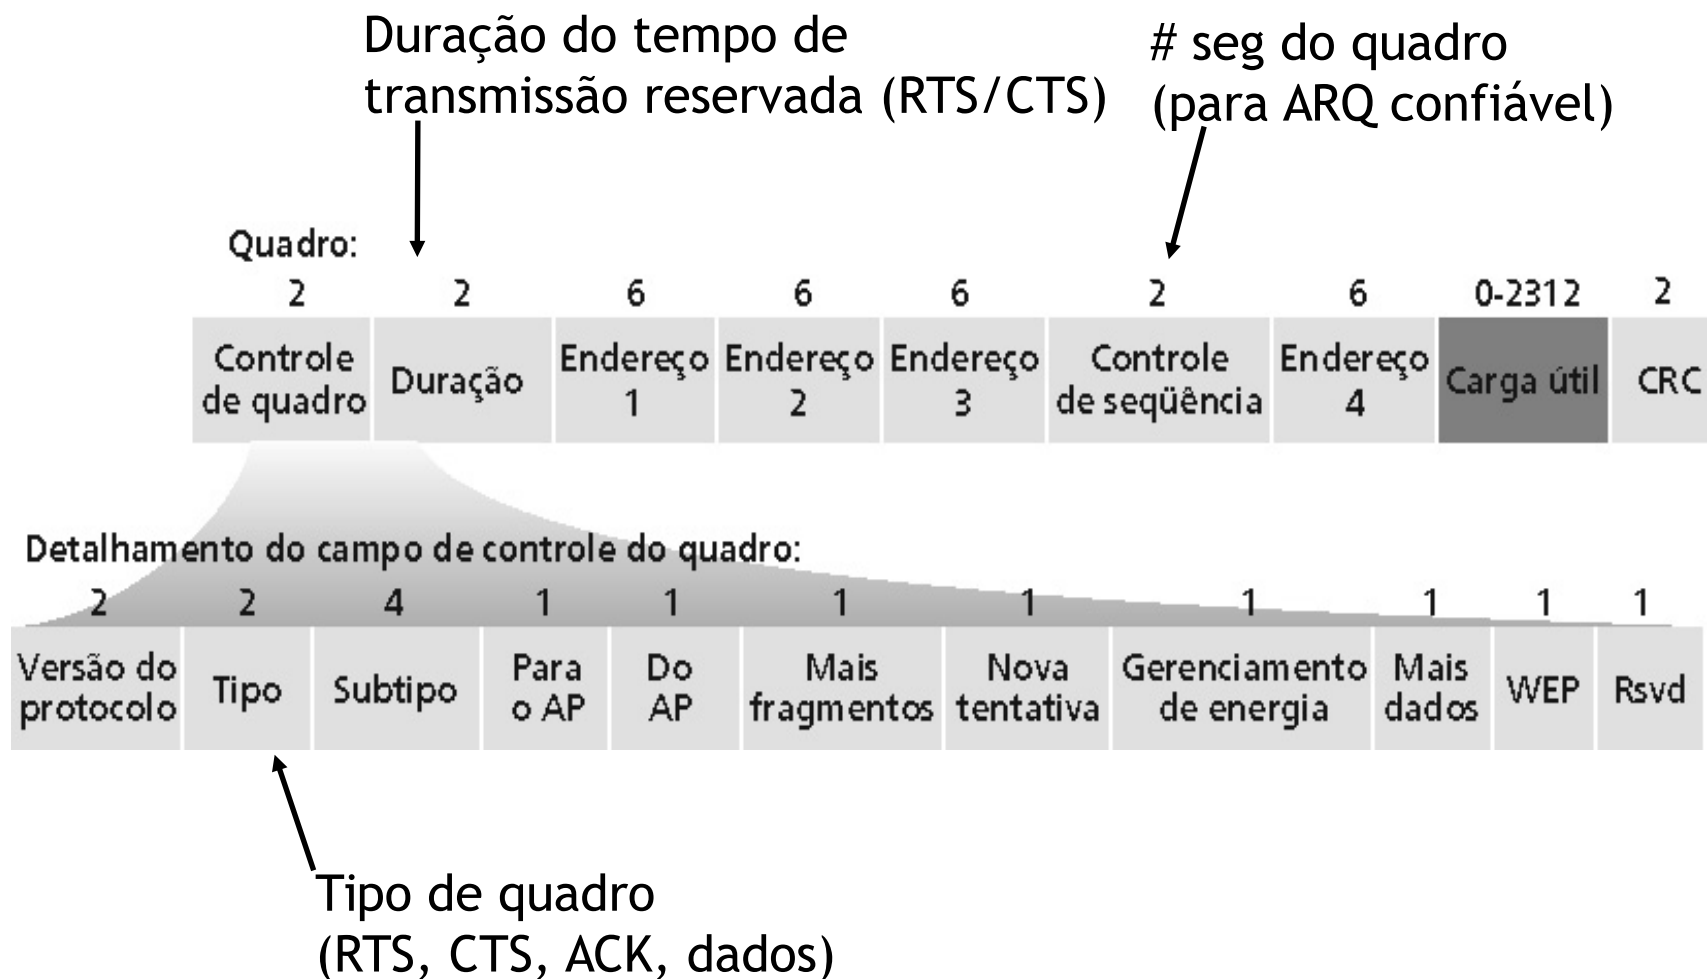 Duração do tempo de
transmissão reservada (RTS/CTS)
# seg do quadro
(para ARQ confiável)
Quadro:
2 2 6 6 6 2 6 0-2312 2
Controle de quadro
Duração
Endereço 1
Endereço 2
Endereço 3
Controle de seqüência
Endereço 4
Carga útil
CRC
Detalhamento do campo de controle do quadro:
2 2 4 1 1 1 1 1 1 1 1
Versão do protocolo
Tipo
Subtipo
Para o AP
Do AP
Mais fragmentos
Nova tentativa
Gerenciamento de energia
Mais dados
WEP
Rsvd
Tipo de quadro
(RTS, CTS, ACK, dados)